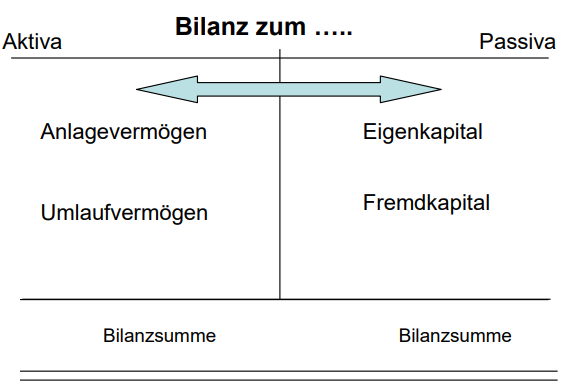 Bilanz zum …..
Aktiva Passiva
Anlagevermögen Eigenkapital
Umlaufvermögen Fremdkapital
Bilanzsumme Bilanzsumme